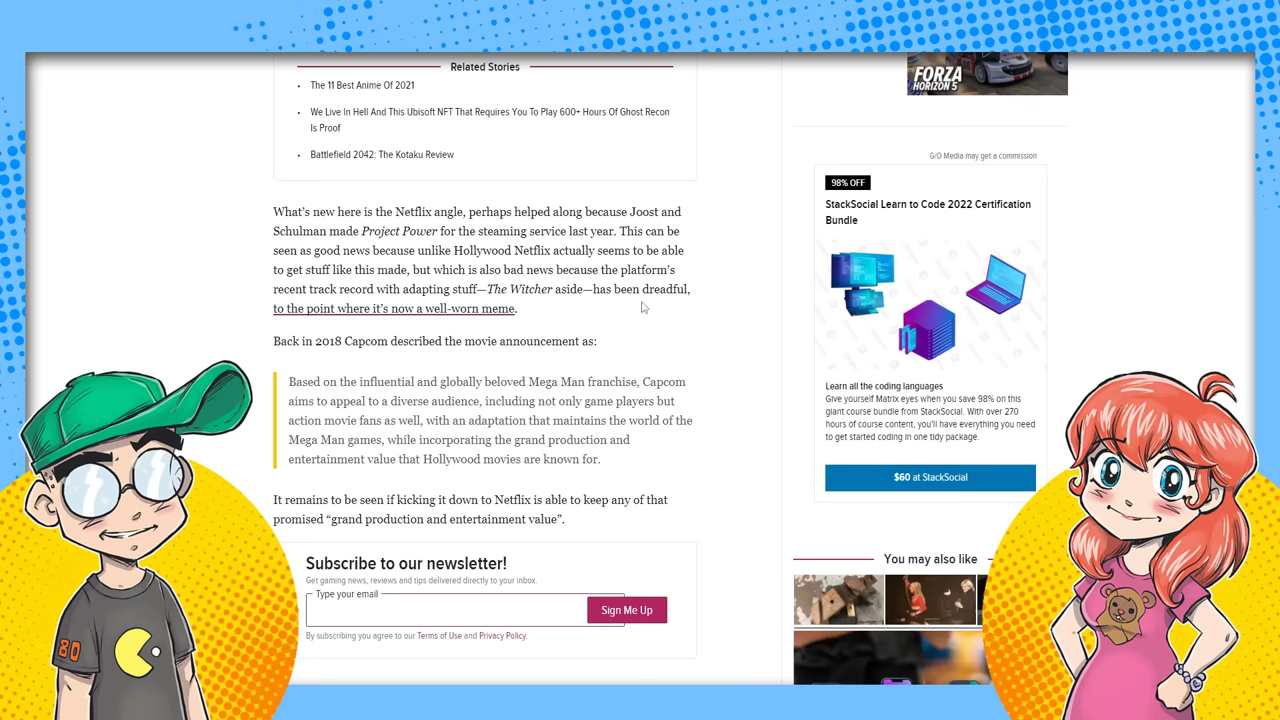 Related Stories
The 11 Best Anime Of 2021
We Live In Hell And This Ubisoft NFT That Requires You To Play 600+ Hours Of Ghost Recon
Is Proof
Battlefield 2042: The Kotaku Review
What's new here is the Netflix angle, perhaps helped along because Joost and
Schulman made Project Power for the steaming service last year. This can be
seen as good news because unlike Hollywood Netflix actually seems to be able
to get stuff like this made, but which is also bad news because the platform's
recent track record with adapting stuff—The Witcher aside—has been dreadful,
to the point where it's now a well-worn meme.
Back in 2018 Capcom described the movie announcement as:
Based on the influential and globally beloved Mega Man franchise, Capcom
aims to appeal to a diverse audience, including not only game players but
action movie fans as well, with an adaptation that maintains the world of the
Mega Man games, while incorporating the grand production and
entertainment value that Hollywood movies are known for.
It remains to be seen if kicking it down to Netflix is able to keep any of that
promised “grand production and entertainment value”.
Subscribe to our newsletter!
Get gaming news, reviews and tips delivered directly to your inbox.
Type your email
Sign Me Up
By subscribing you agree to our Terms of Use and Privacy Policy.
FORZA
HORIZON 5
G/O Media may get a commission
98% OFF
StackSocial Learn to Code 2022 Certification
Bundle
Learn all the coding languages
Give yourself Matrix eyes when you save 98% on this
giant course bundle from StackSocial. With over 270
hours of course content, you'll have everything you need
to get started coding in one tidy package.
$60 at StackSocial
You may also like
80